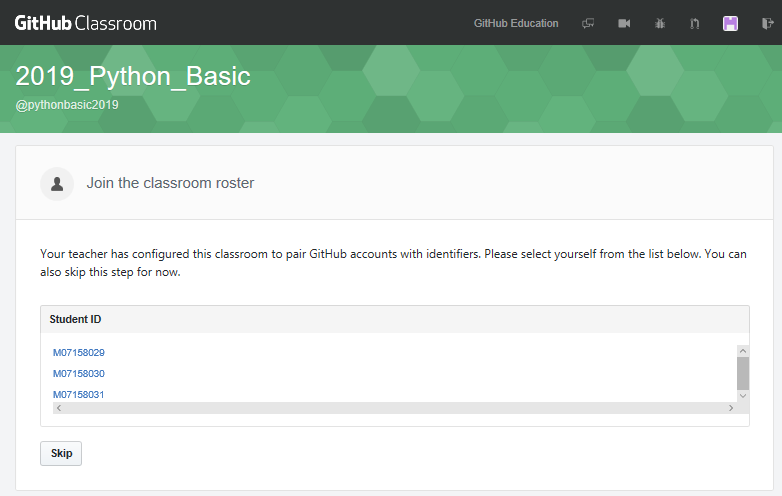 GitHub Classroom
GitHub Education
2019_Python_Basic
@pythonbasic2019
Join the classroom roster
Your teacher has configured this classroom to pair GitHub accounts with identifiers. Please select yourself from the list below. You can
also skip this step for now.
Student ID
M07158029
M07158030
M07158031
Skip